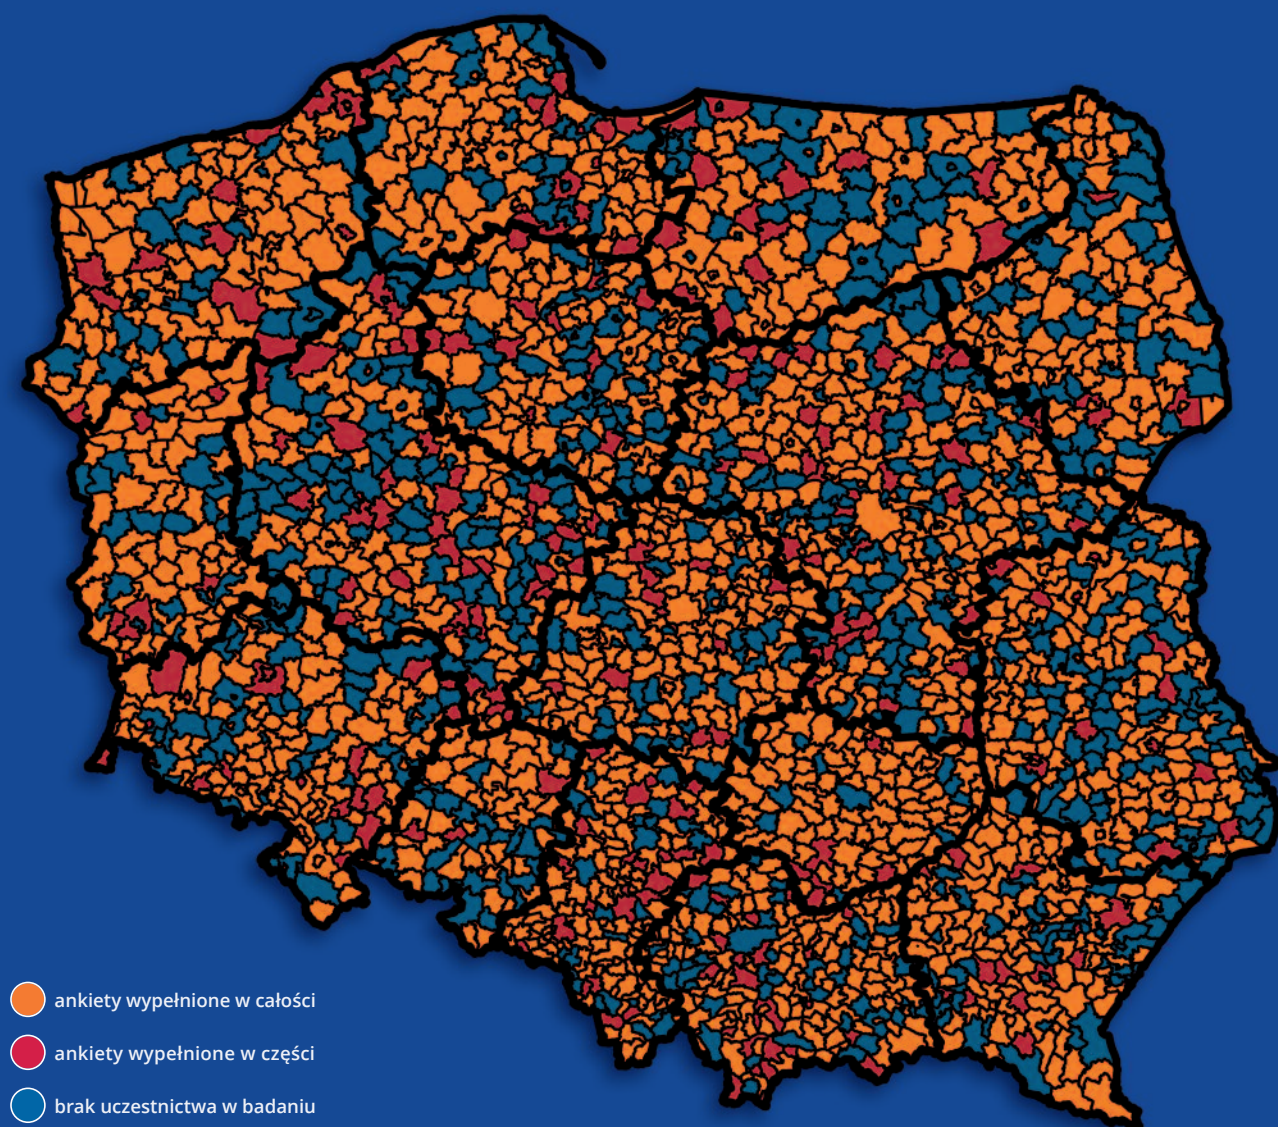 ankiety wypełnione w całości
ankiety wypełnione w części
brak uczestnictwa w badaniu